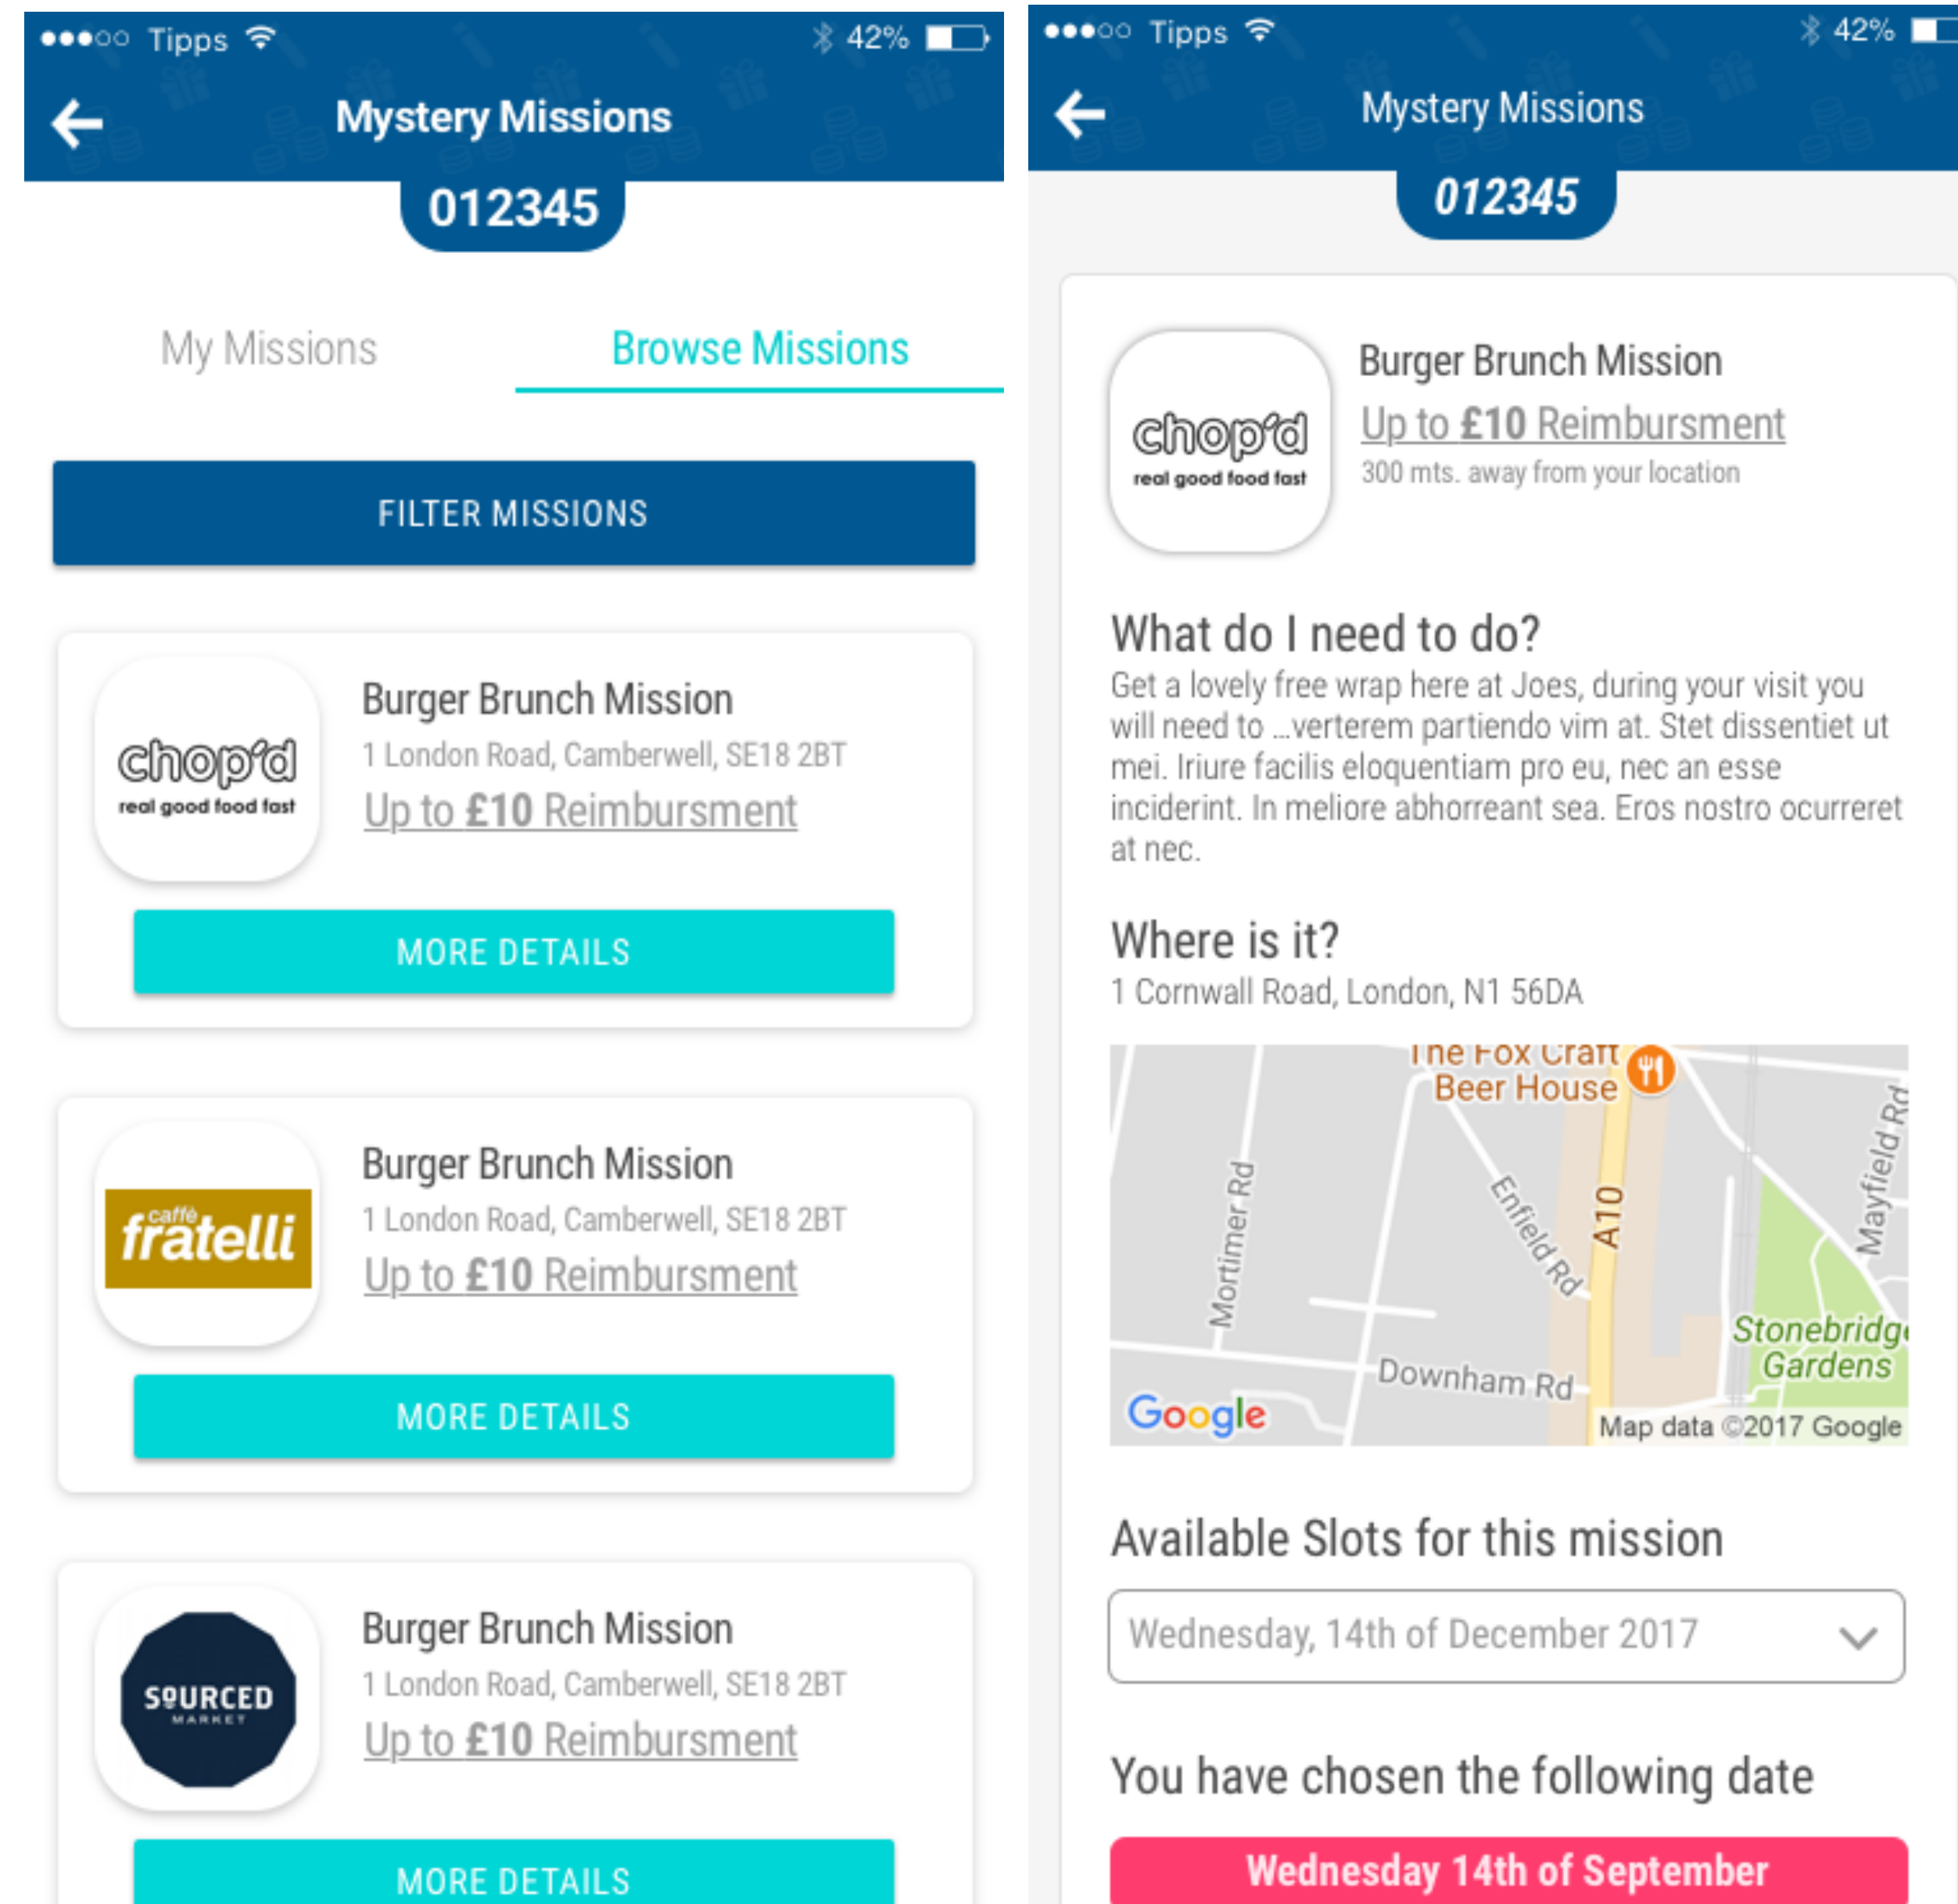 Tipps
42%
Mystery Missions
012345
My Missions
Browse Missions
FILTER MISSIONS
chop'd
real good food fast
Burger Brunch Mission
1 London Road, Camberwell, SE18 2BT
Up to £10 Reimbursment
MORE DETAILS
caffè
fratelli
Burger Brunch Mission
1 London Road, Camberwell, SE18 2BT
Up to £10 Reimbursment
MORE DETAILS
SOURCED
MARKET
Burger Brunch Mission
1 London Road, Camberwell, SE18 2BT
Up to £10 Reimbursment
MORE DETAILS
Tipps
42%
Mystery Missions
012345
chop'd
real good food fast
Burger Brunch Mission
Up to £10 Reimbursment
300 mts. away from your location
What do I need to do?
Get a lovely free wrap here at Joes, during your visit you
will need to ...verterem partiendo vim at. Stet dissentiet ut
mei. Iriure facilis eloquentiam pro eu, nec an esse
inciderint. In meliore abhorreant sea. Eros nostro ocurreret
at nec.
Where is it?
1 Cornwall Road, London, N1 56DA
The Fox Craft
Beer House
Mortimer Rd
Enfield Rd
A10
Mayfield Rd
Stonebridge
Gardens
Downham Rd
Google
Map data ©2017 Google
Available Slots for this mission
Wednesday, 14th of December 2017
You have chosen the following date
Wednesday 14th of September